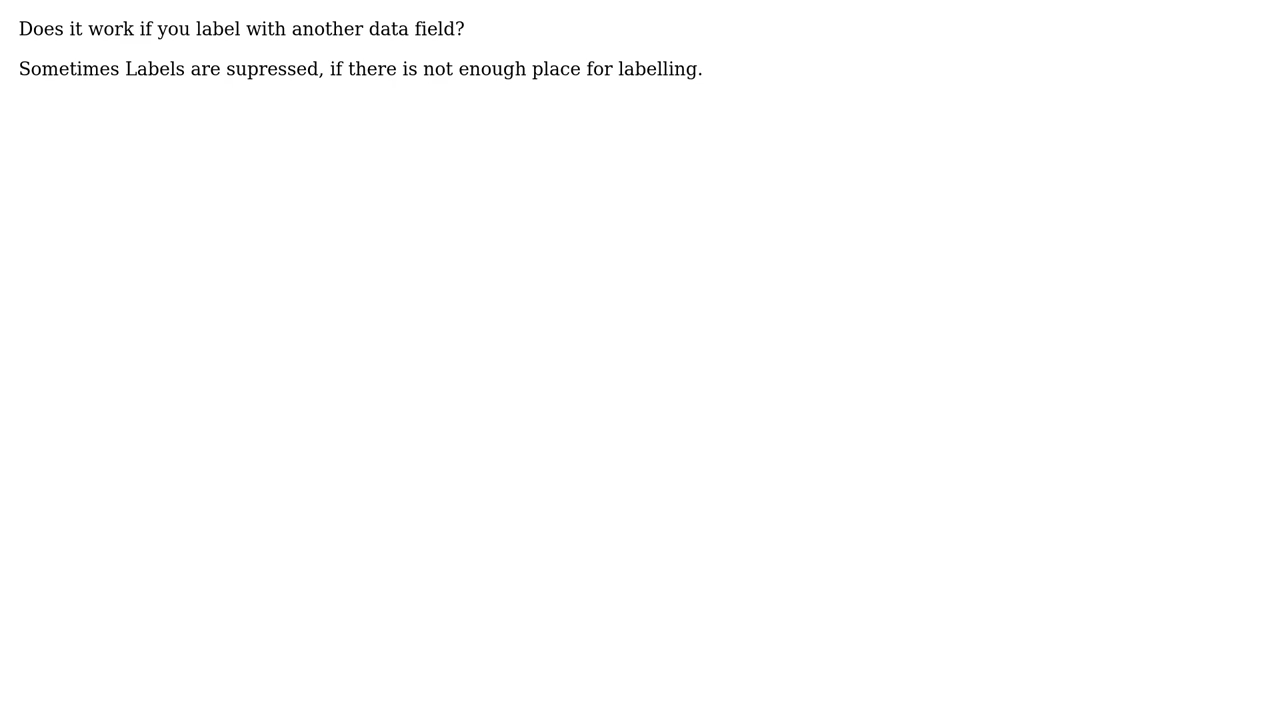 Does it work if you label with another data field?
Sometimes Labels are supressed, if there is not enough place for labelling.